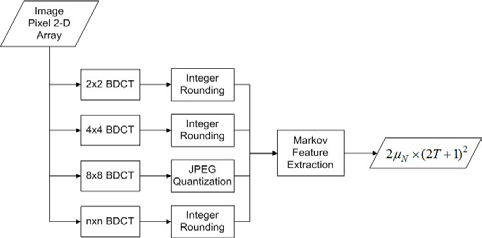 Image
Pixel 2-D
Array
2x2 BDCT
Integer
Rounding
4x4 BDCT
Integer
Rounding
8x8 BDCT
JPEG
Quantization
nxn BDCT
Integer
Rounding
Markov
Feature
Extraction
2μ_N × (2T + 1)²